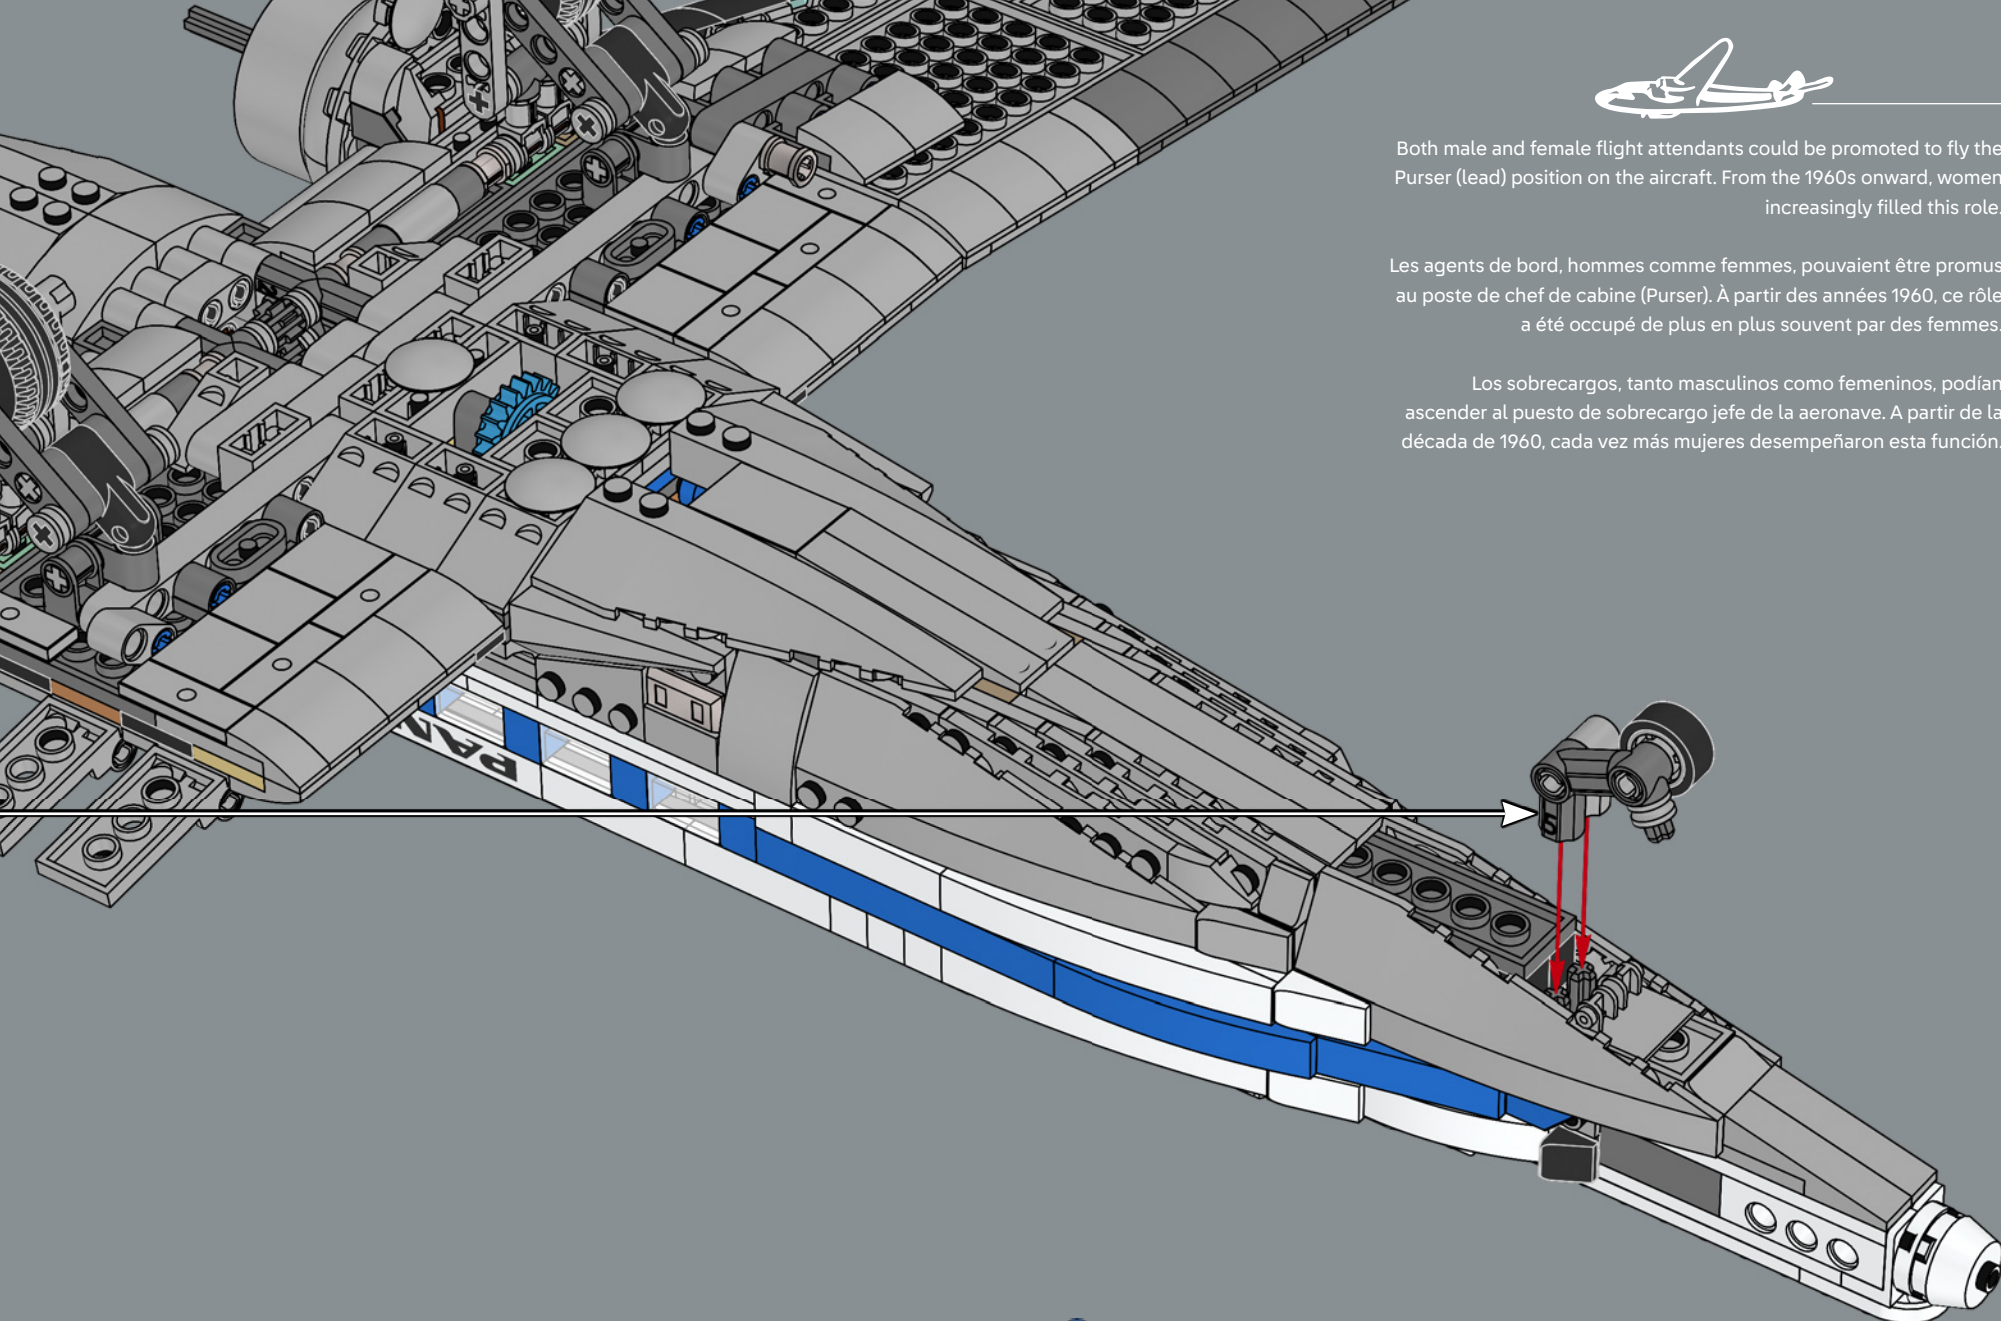 Both male and female flight attendants could be promoted to fly the
Purser (lead) position on the aircraft. From the 1960s onward, women
increasingly filled this role.
Les agents de bord, hommes comme femmes, pouvaient être promus
au poste de chef de cabine (Purser). À partir des années 1960, ce rôle
a été occupé de plus en plus souvent par des femmes.
Los sobrecargos, tanto masculinos como femeninos, podían
ascender al puesto de sobrecargo jefe de la aeronave. A partir de la
década de 1960, cada vez más mujeres desempeñaron esta función.
PAN
5